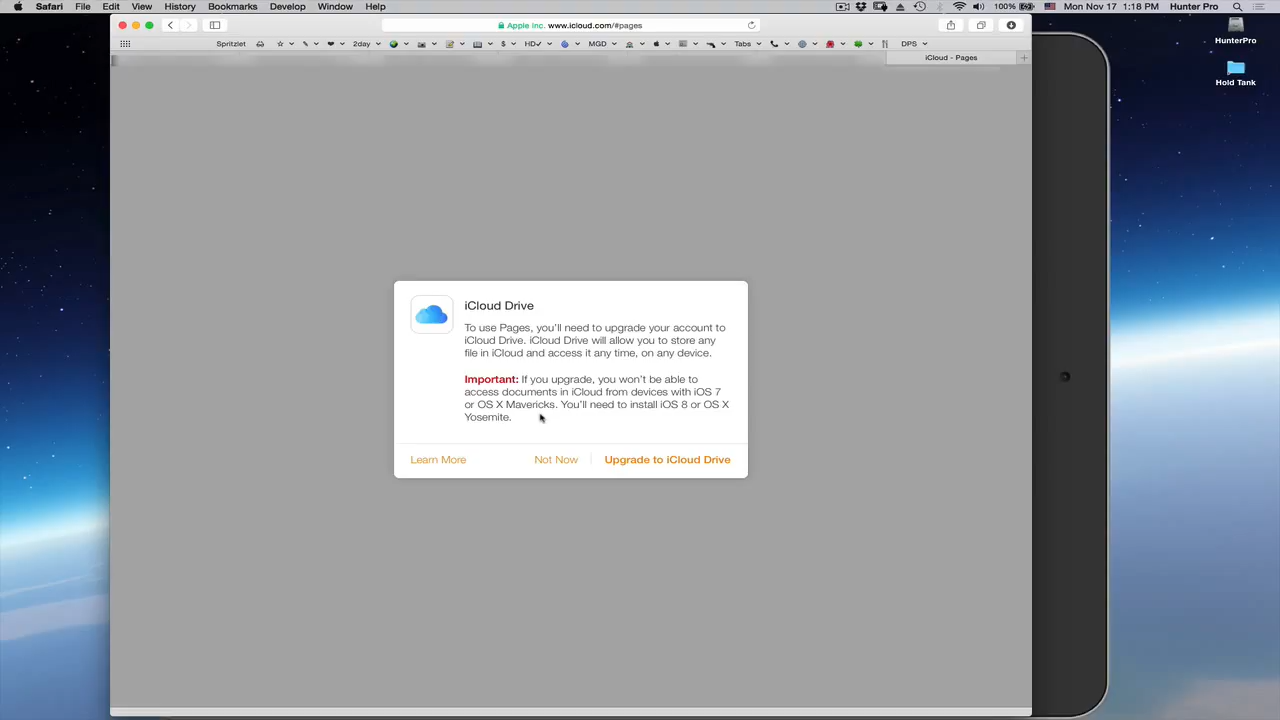 Safari File Edit View History Bookmarks Develop Window Help 100% Mon Nov 17 1:18 PM Hunter Pro
Apple Inc. www.icloud.com/#pages
Spritzlet 2day HD✓ MGD Tabs DPS
iCloud - Pages
HunterPro
Hold Tank
iCloud Drive
To use Pages, you'll need to upgrade your account to
iCloud Drive. iCloud Drive will allow you to store any
file in iCloud and access it any time, on any device.
Important: If you upgrade, you won't be able to
access documents in iCloud from devices with iOS 7
or OS X Mavericks. You'll need to install iOS 8 or OS X
Yosemite.
Learn More Not Now Upgrade to iCloud Drive